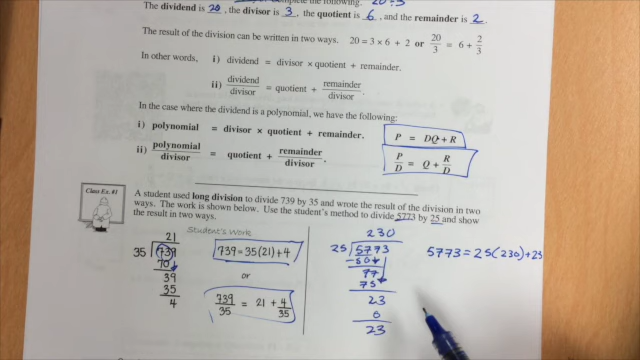 The dividend is 20, the divisor is 3, the quotient is 6, and the remainder is 2.
The result of the division can be written in two ways. 20 = 3 × 6 + 2 or 20/3 = 6 + 2/3
In other words, i) dividend = divisor × quotient + remainder.
ii) dividend/divisor = quotient + remainder/divisor.
In the case where the dividend is a polynomial, we have the following:
i) polynomial = divisor × quotient + remainder. P = DQ + R
ii) polynomial/divisor = quotient + remainder/divisor. P/D = Q + R/D
Class Ex. #1
A student used long division to divide 739 by 35 and wrote the result of the division in two
ways. The work is shown below. Use the student's method to divide 5773 by 25 and show
the result in two ways.
Student's Work
21
35 739
70
39
35
4
739 = 35(21) + 4
or
739/35 = 21 + 4/35
230
25 5773
-50
77
75
23
0
23
5773 = 25(230) + 23